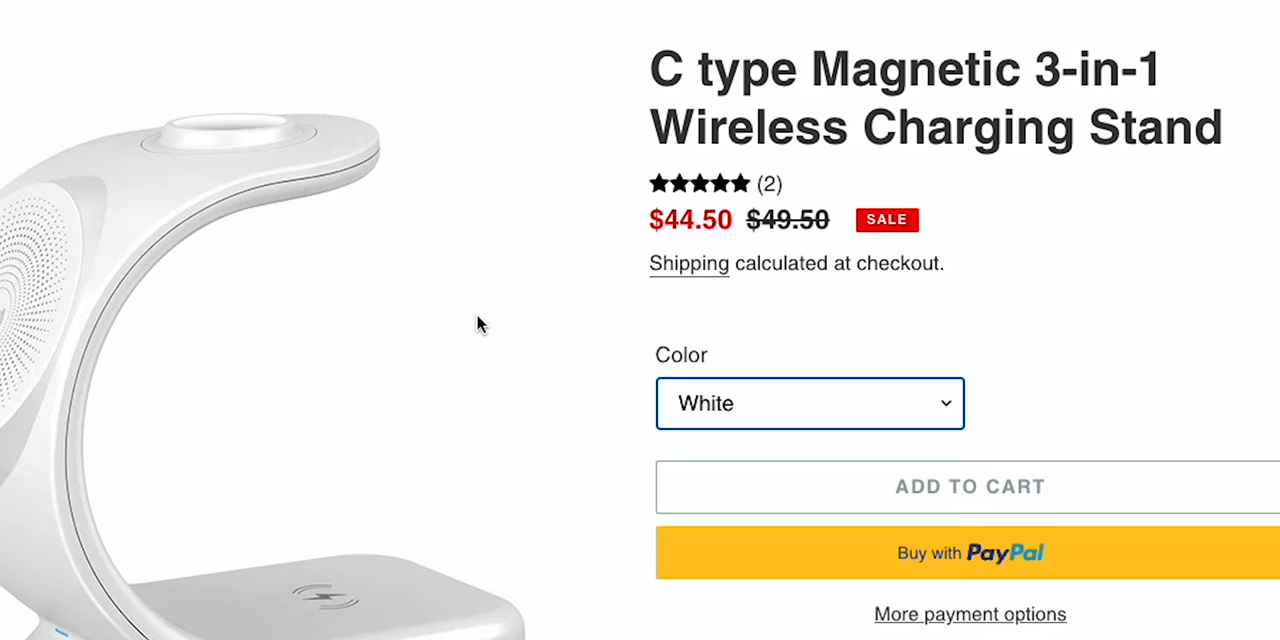 C type Magnetic 3-in-1
Wireless Charging Stand
★★★★★ (2)
$44.50 $49.50 SALE
Shipping calculated at checkout.
Color
White
ADD TO CART
Buy with PayPal
More payment options